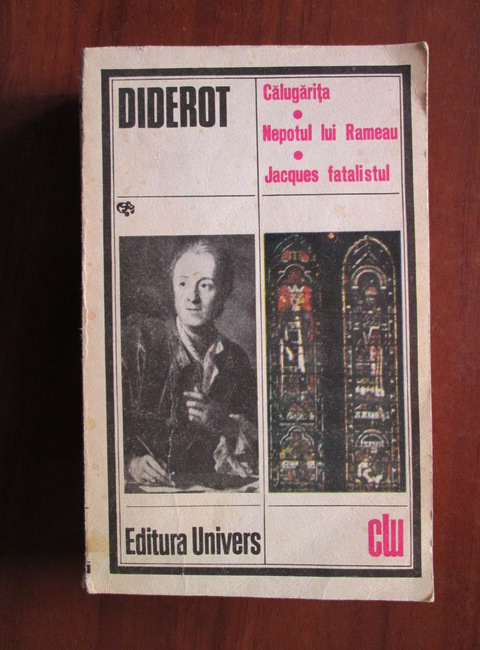 DIDEROT
Călugărița
•
Nepotul lui Rameau
•
Jacques fatalistul
Editura Univers
clu